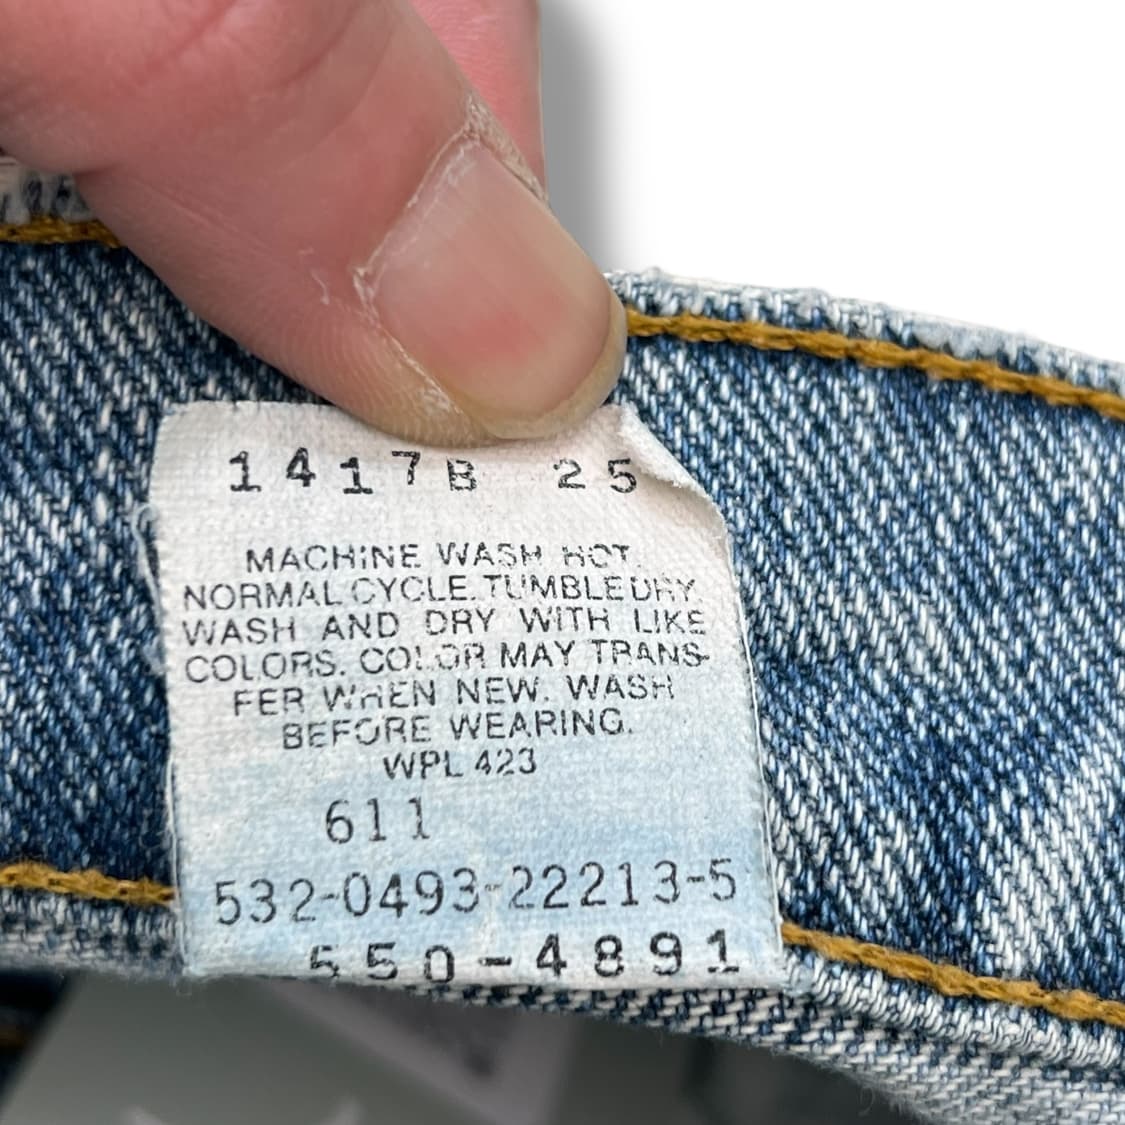 1417B 25
MACHINE WASH HOT.
NORMAL CYCLE. TUMBLE DRY.
WASH AND DRY WITH LIKE
COLORS. COLOR MAY TRANS-
FER WHEN NEW. WASH
BEFORE WEARING.
WPL 423
611
532-0493-22213-5
550-4891